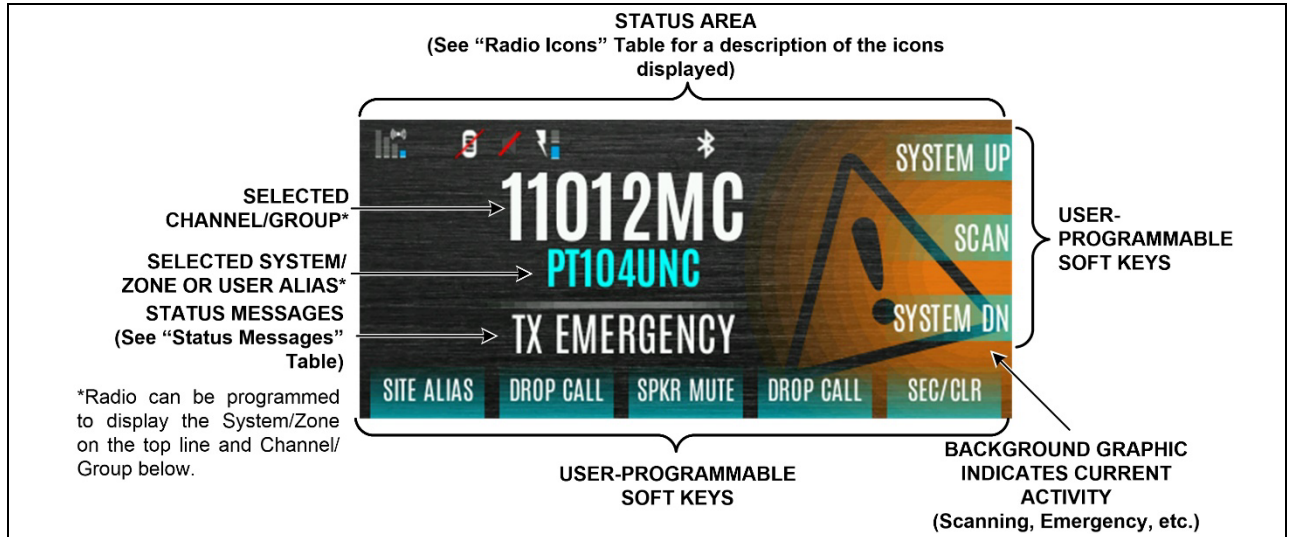 STATUS AREA
(See “Radio Icons” Table for a description of the icons
displayed)
SELECTED
CHANNEL/GROUP*
SELECTED SYSTEM/
ZONE OR USER ALIAS*
STATUS MESSAGES
(See “Status Messages”
Table)
*Radio can be programmed
to display the System/Zone
on the top line and Channel/
Group below.
11012MC
PT104UNC
TX EMERGENCY
SYSTEM UP
SCAN
SYSTEM DN
SITE ALIAS DROP CALL SPKR MUTE DROP CALL SEC/CLR
USER-
PROGRAMMABLE
SOFT KEYS
USER-PROGRAMMABLE
SOFT KEYS
BACKGROUND GRAPHIC
INDICATES CURRENT
ACTIVITY
(Scanning, Emergency, etc.)